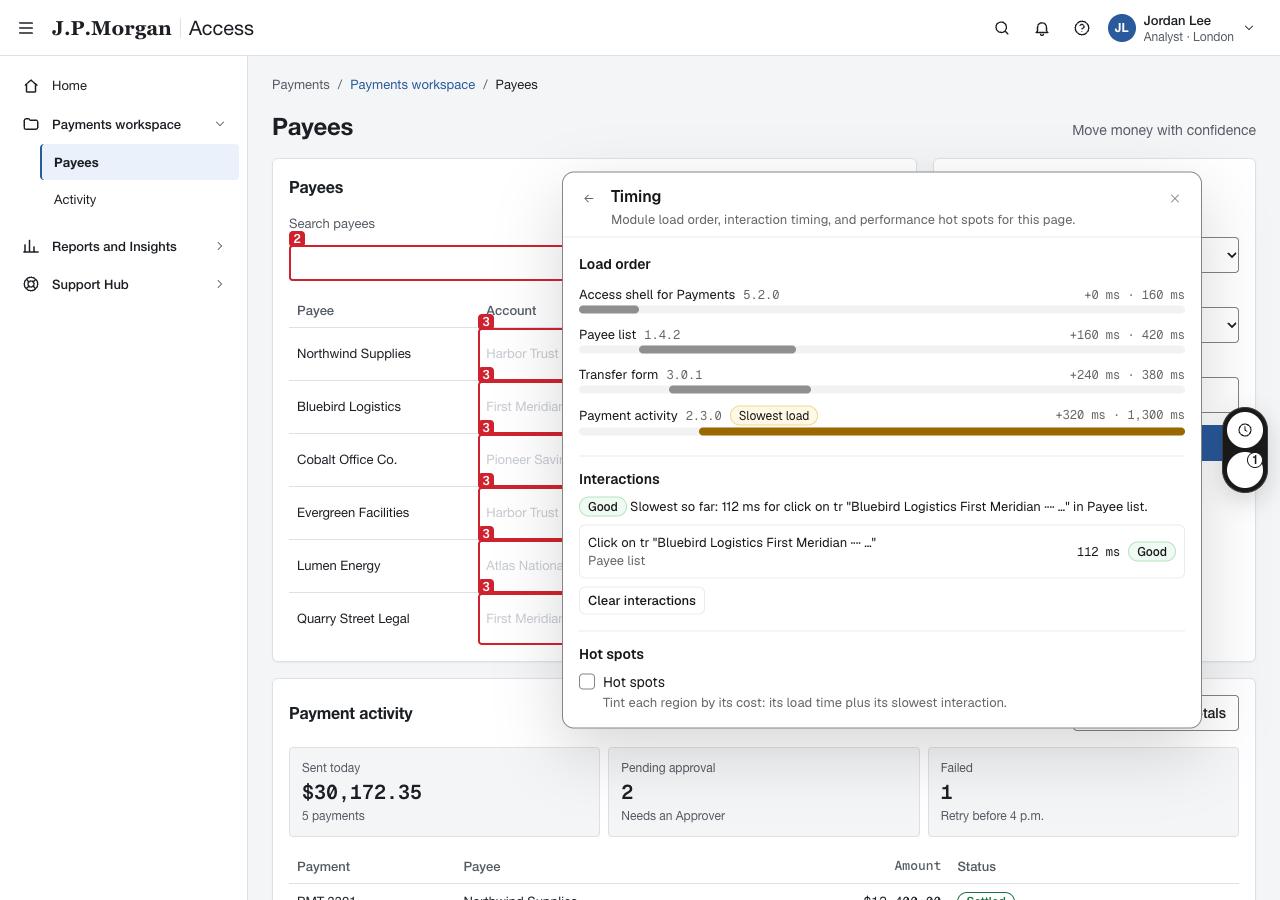 J.P.Morgan Access
JL
Jordan Lee
Analyst · London
Home
Payments workspace
Payees
Activity
Reports and Insights
Support Hub
Payments / Payments workspace / Payees
Payees
Move money with confidence
Payees
Search payees
2
Payee Account
3
Northwind Supplies Harbor Trust
3
Bluebird Logistics First Meridian
3
Cobalt Office Co. Pioneer
3
Evergreen Facilities Harbor Trust
3
Lumen Energy Atlas
3
Quarry Street Legal First Meridian
Timing
Module load order, interaction timing, and performance hot spots for this page.
Load order
Access shell for Payments 5.2.0 +0 ms · 160 ms
Payee list 1.4.2 +160 ms · 420 ms
Transfer form 3.0.1 +240 ms · 380 ms
Payment activity 2.3.0 Slowest load +320 ms · 1,300 ms
Interactions
Good Slowest so far: 112 ms for click on tr "Bluebird Logistics First Meridian ···· …" in Payee list.
Click on tr "Bluebird Logistics First Meridian ···· …"
Payee list
112 ms Good
Clear interactions
Hot spots
Hot spots
Tint each region by its cost: its load time plus its slowest interaction.
1
Payment activity
tals
Sent today
$30,172.35
5 payments
Pending approval
2
Needs an Approver
Failed
1
Retry before 4 p.m.
Payment Payee Amount Status
Northwind Supplies Settled